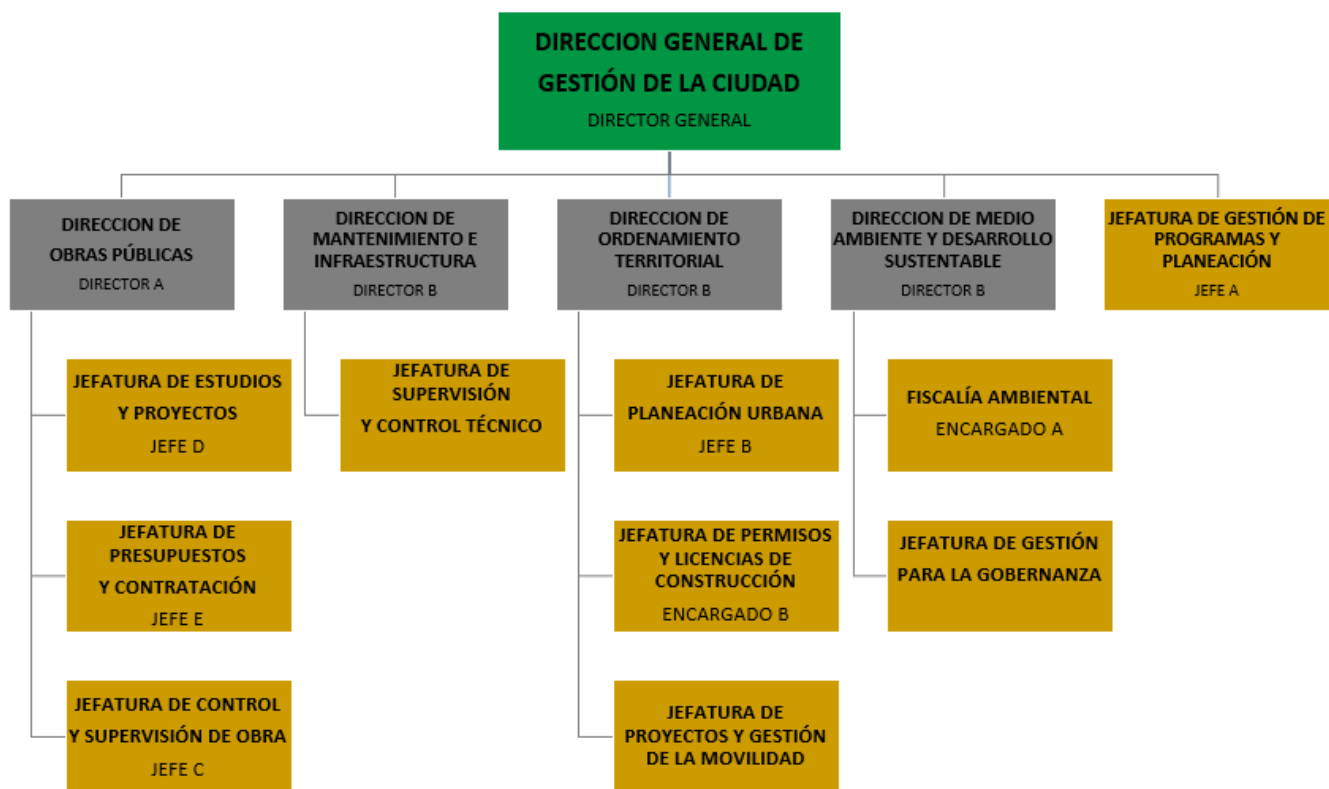 DIRECCION GENERAL DE
GESTIÓN DE LA CIUDAD
DIRECTOR GENERAL
DIRECCION DE
OBRAS PÚBLICAS
DIRECTOR A
DIRECCION DE
MANTENIMIENTO E
INFRAESTRUCTURA
DIRECTOR B
DIRECCION DE
ORDENAMIENTO
TERRITORIAL
DIRECTOR B
DIRECCION DE MEDIO
AMBIENTE Y DESARROLLO
SUSTENTABLE
DIRECTOR B
JEFATURA DE GESTIÓN DE
PROGRAMAS Y
PLANEACIÓN
JEFE A
JEFATURA DE ESTUDIOS
Y PROYECTOS
JEFE D
JEFATURA DE
SUPERVISIÓN
Y CONTROL TÉCNICO
JEFATURA DE
PLANEACIÓN URBANA
JEFE B
FISCALÍA AMBIENTAL
ENCARGADO A
JEFATURA DE
PRESUPUESTOS
Y CONTRATACIÓN
JEFE E
JEFATURA DE PERMISOS
Y LICENCIAS DE
CONSTRUCCIÓN
ENCARGADO B
JEFATURA DE GESTIÓN
PARA LA GOBERNANZA
JEFATURA DE CONTROL
Y SUPERVISIÓN DE OBRA
JEFE C
JEFATURA DE
PROYECTOS Y GESTIÓN
DE LA MOVILIDAD